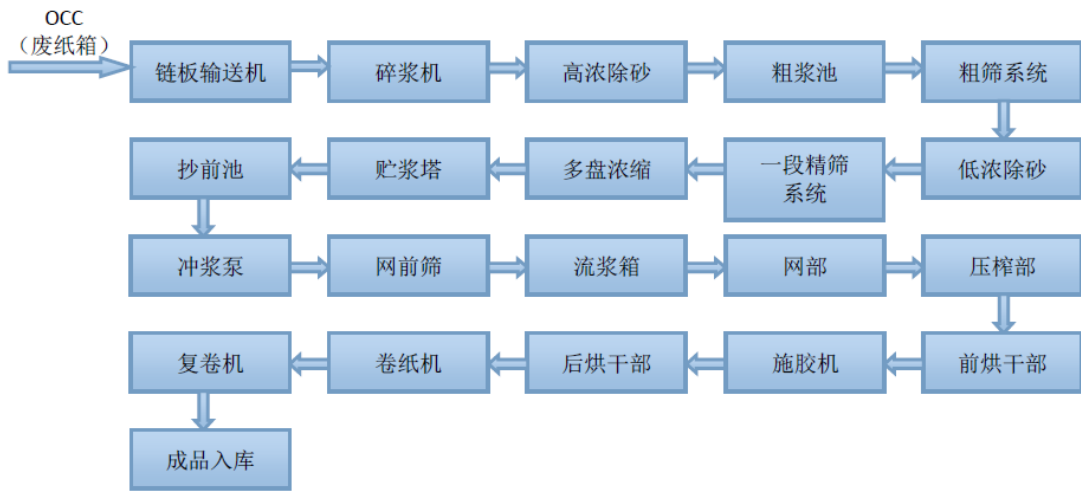 OCC
（废纸箱）
链板输送机
碎浆机
高浓除砂
粗浆池
粗筛系统
抄前池
贮浆塔
多盘浓缩
一段精筛
系统
低浓除砂
冲浆泵
网前筛
流浆箱
网部
压榨部
复卷机
卷纸机
后烘干部
施胶机
前烘干部
成品入库